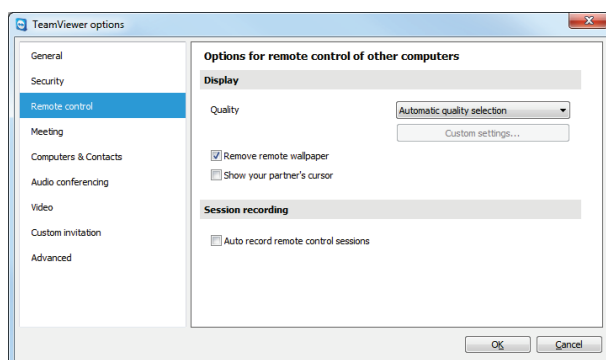 TeamViewer options
General
Security
Remote control
Meeting
Computers & Contacts
Audio conferencing
Video
Custom invitation
Advanced
Options for remote control of other computers
Display
Quality
Automatic quality selection
Custom settings...
Remove remote wallpaper
Show your partner's cursor
Session recording
Auto record remote control sessions
OK
Cancel